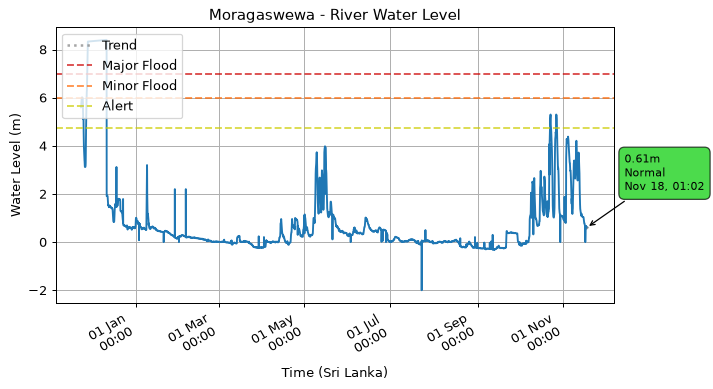 Moragaswewa - River Water Level
Trend
Major Flood
Minor Flood
Alert
Water Level (m)
8
6
4
2
0
−2
0.61m
Normal
Nov 18, 01:02
01 Jan
00:00
01 Mar
00:00
01 May
00:00
01 Jul
00:00
01 Sep
00:00
01 Nov
00:00
Time (Sri Lanka)